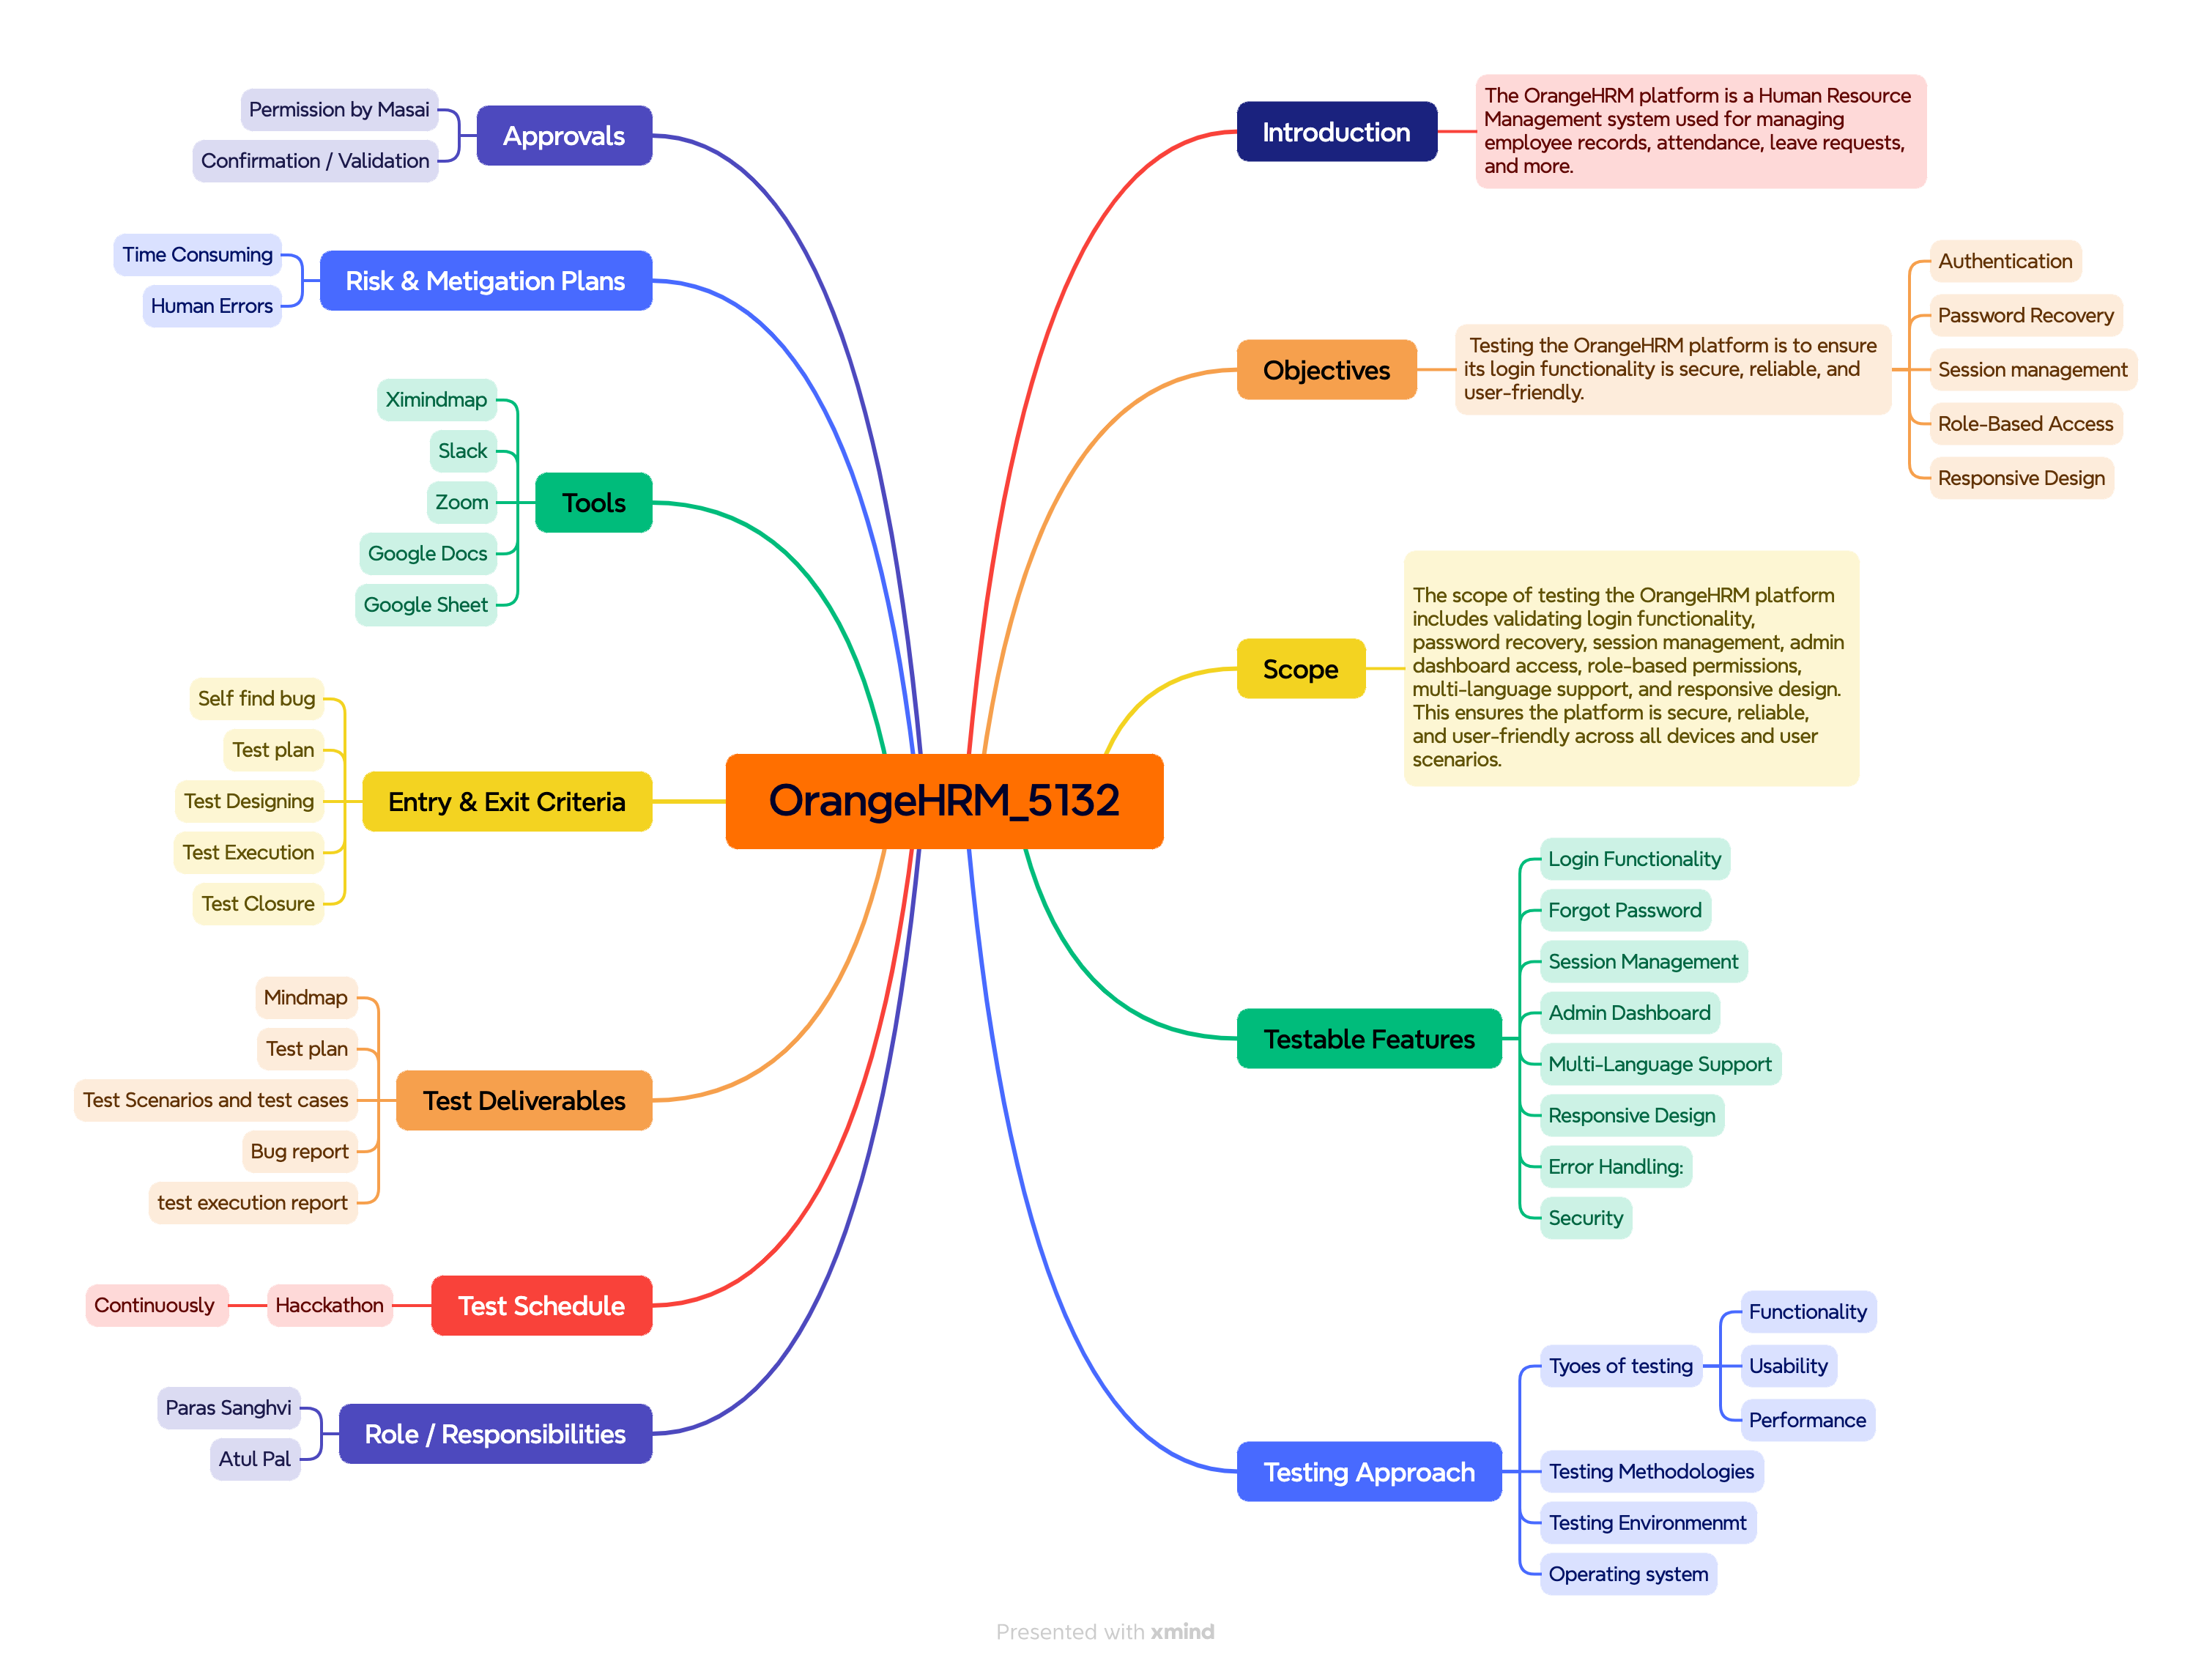 OrangeHRM_5132
Introduction
The OrangeHRM platform is a Human Resource
Management system used for managing
employee records, attendance, leave requests,
and more.
Objectives
Testing the OrangeHRM platform is to ensure
its login functionality is secure, reliable, and
user-friendly.
Authentication
Password Recovery
Session management
Role-Based Access
Responsive Design
Scope
The scope of testing the OrangeHRM platform
includes validating login functionality,
password recovery, session management, admin
dashboard access, role-based permissions,
multi-language support, and responsive design.
This ensures the platform is secure, reliable,
and user-friendly across all devices and user
scenarios.
Testable Features
Login Functionality
Forgot Password
Session Management
Admin Dashboard
Multi-Language Support
Responsive Design
Error Handling:
Security
Testing Approach
Tyoes of testing
Functionality
Usability
Performance
Testing Methodologies
Testing Environmenmt
Operating system
Approvals
Permission by Masai
Confirmation / Validation
Risk & Metigation Plans
Time Consuming
Human Errors
Tools
Ximindmap
Slack
Zoom
Google Docs
Google Sheet
Entry & Exit Criteria
Self find bug
Test plan
Test Designing
Test Execution
Test Closure
Test Deliverables
Mindmap
Test plan
Test Scenarios and test cases
Bug report
test execution report
Test Schedule
Hacckathon
Continuously
Role / Responsibilities
Paras Sanghvi
Atul Pal
Presented with xmind